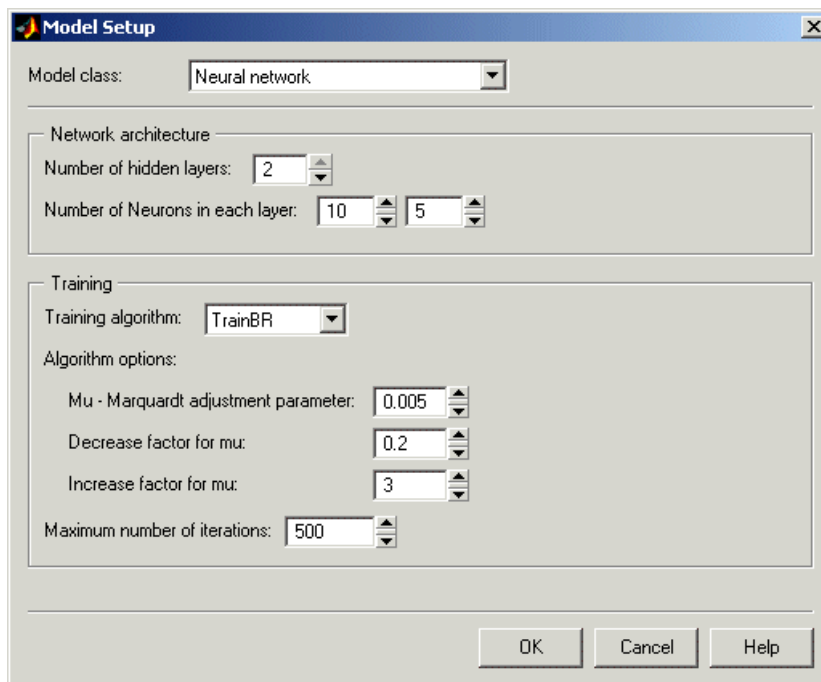 Model Setup
Model class: Neural network
Network architecture
Number of hidden layers: 2
Number of Neurons in each layer: 10 5
Training
Training algorithm: TrainBR
Algorithm options:
Mu - Marquardt adjustment parameter: 0.005
Decrease factor for mu: 0.2
Increase factor for mu: 3
Maximum number of iterations: 500
OK Cancel Help